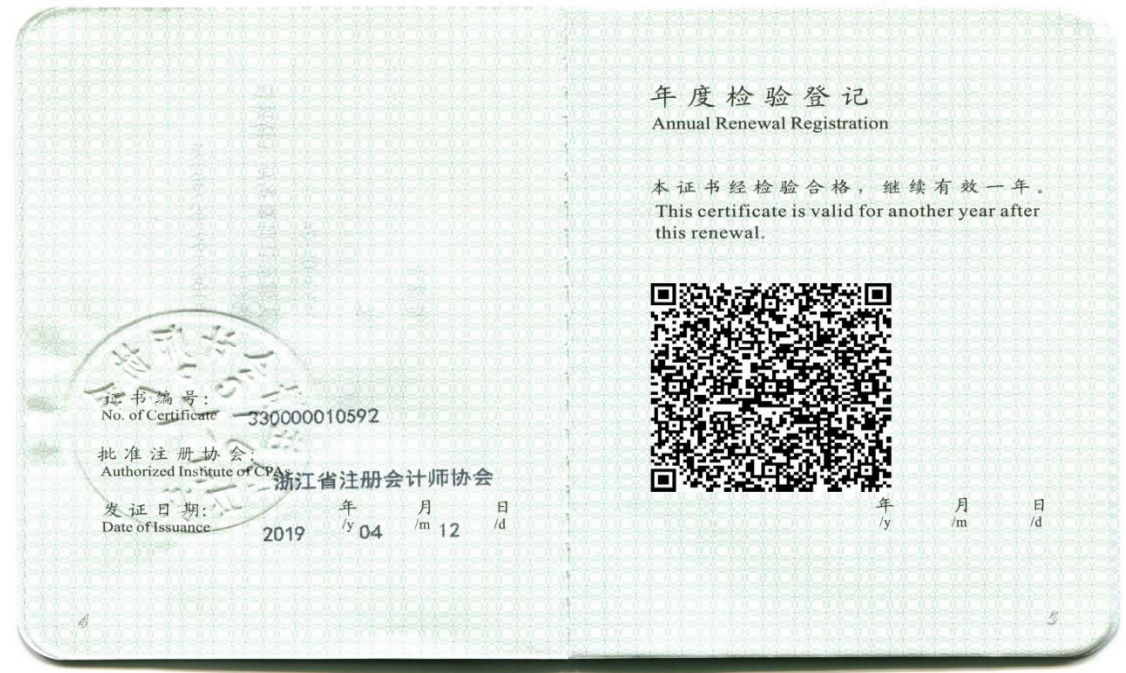 证书编号:
No. of Certificate 330000010592
批准注册协会:
Authorized Institute of CPAs 浙江省注册会计师协会
发证日期: 年 月 日
Date of Issuance 2019 /y 04 /m 12 /d
4
年度检验登记
Annual Renewal Registration
本证书经检验合格，继续有效一年。
This certificate is valid for another year after
this renewal.
年 月 日
/y /m /d
5